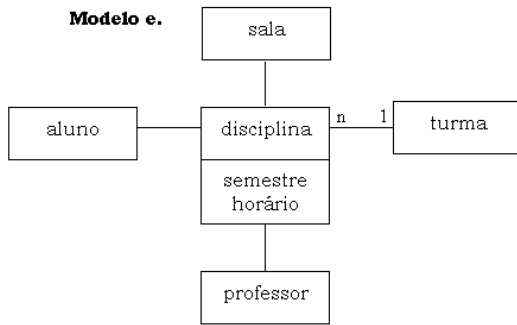 Modelo e.
sala
aluno
disciplina
n
1
turma
semestre
horário
professor